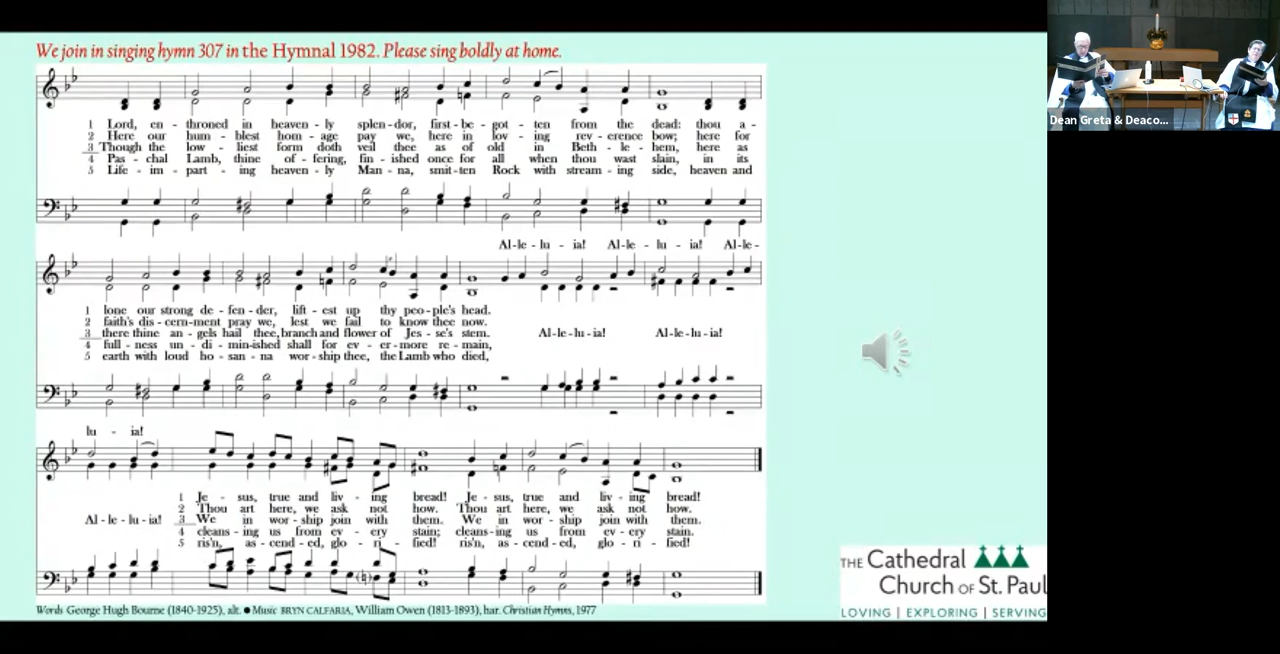 We join in singing hymn 307 in the Hymnal 1982. Please sing boldly at home.
Dean Greta & Deaco...
1 Lord, en - throned in heaven - ly splen - dor, first - be - got - ten from the dead: thou a -
2 Here our hum - blest hom - age pay we, here in lov - ing rev - erence bow; here for
3 Though the low - liest form doth veil thee as of old in Beth - le - hem, here as
4 Pas - chal Lamb, thine of - fering, fin - ished once for all when thou wast slain, in its
5 Life - im - part - ing heaven - ly Man - na, smit - ten Rock with stream - ing side, heaven and
Al - le - lu - ia! Al - le - lu - ia! Al - le -
1 lone our strong de - fen - der, lift - est up thy peo - ple's head.
2 faith's dis - cern - ment pray we, lest we fail to know thee now.
3 there thine an - gels hail thee, branch and flower of Jes - se's stem. Al - le - lu - ia! Al - le - lu - ia!
4 full - ness un - di - min - ished shall for ev - er - more re - main,
5 earth with loud ho - san - na wor - ship thee, the Lamb who died,
lu - ia!
1 Je - sus, true and liv - ing bread! Je - sus, true and liv - ing bread!
2 Thou art here, we ask not how. Thou art here, we ask not how.
Al - le - lu - ia! 3 We in wor - ship join with them. We in wor - ship join with them.
4 cleans - ing us from ev - ery stain; cleans - ing us from ev - ery stain.
5 ris'n, as - cend - ed, glo - ri - fied! ris'n, as - cend - ed, glo - ri - fied!
Words George Hugh Bourne (1840-1925), alt. ● Music BRYN CALFARIA, William Owen (1813-1893), har. Christian Hymns, 1977
THE Cathedral
Church OF St. Paul
LOVING | EXPLORING | SERVING